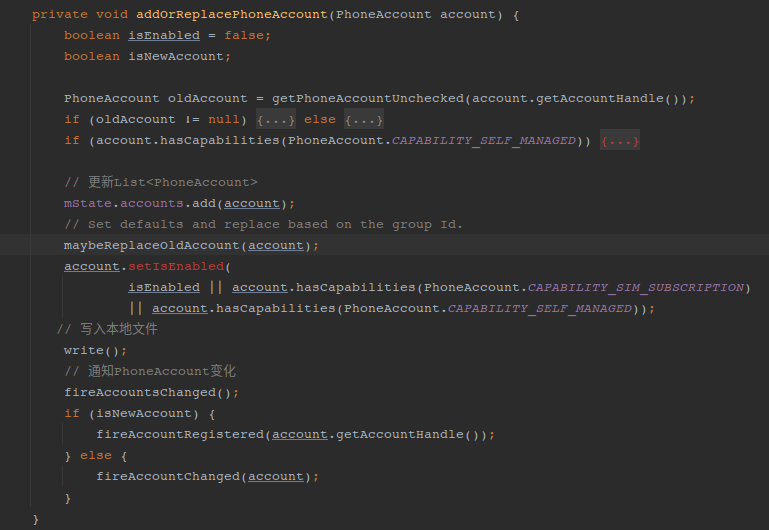 private void addOrReplacePhoneAccount(PhoneAccount account) {
    boolean isEnabled = false;
    boolean isNewAccount;

    PhoneAccount oldAccount = getPhoneAccountUnchecked(account.getAccountHandle());
    if (oldAccount != null) {...} else {...}
    if (account.hasCapabilities(PhoneAccount.CAPABILITY_SELF_MANAGED)) {...}

    // 更新List<PhoneAccount>
    mState.accounts.add(account);
    // Set defaults and replace based on the group Id.
    maybeReplaceOldAccount(account);
    account.setIsEnabled(
            isEnabled || account.hasCapabilities(PhoneAccount.CAPABILITY_SIM_SUBSCRIPTION)
            || account.hasCapabilities(PhoneAccount.CAPABILITY_SELF_MANAGED));
   // 写入本地文件
    write();
    // 通知PhoneAccount变化
    fireAccountsChanged();
    if (isNewAccount) {
        fireAccountRegistered(account.getAccountHandle());
    } else {
        fireAccountChanged(account);
    }
}